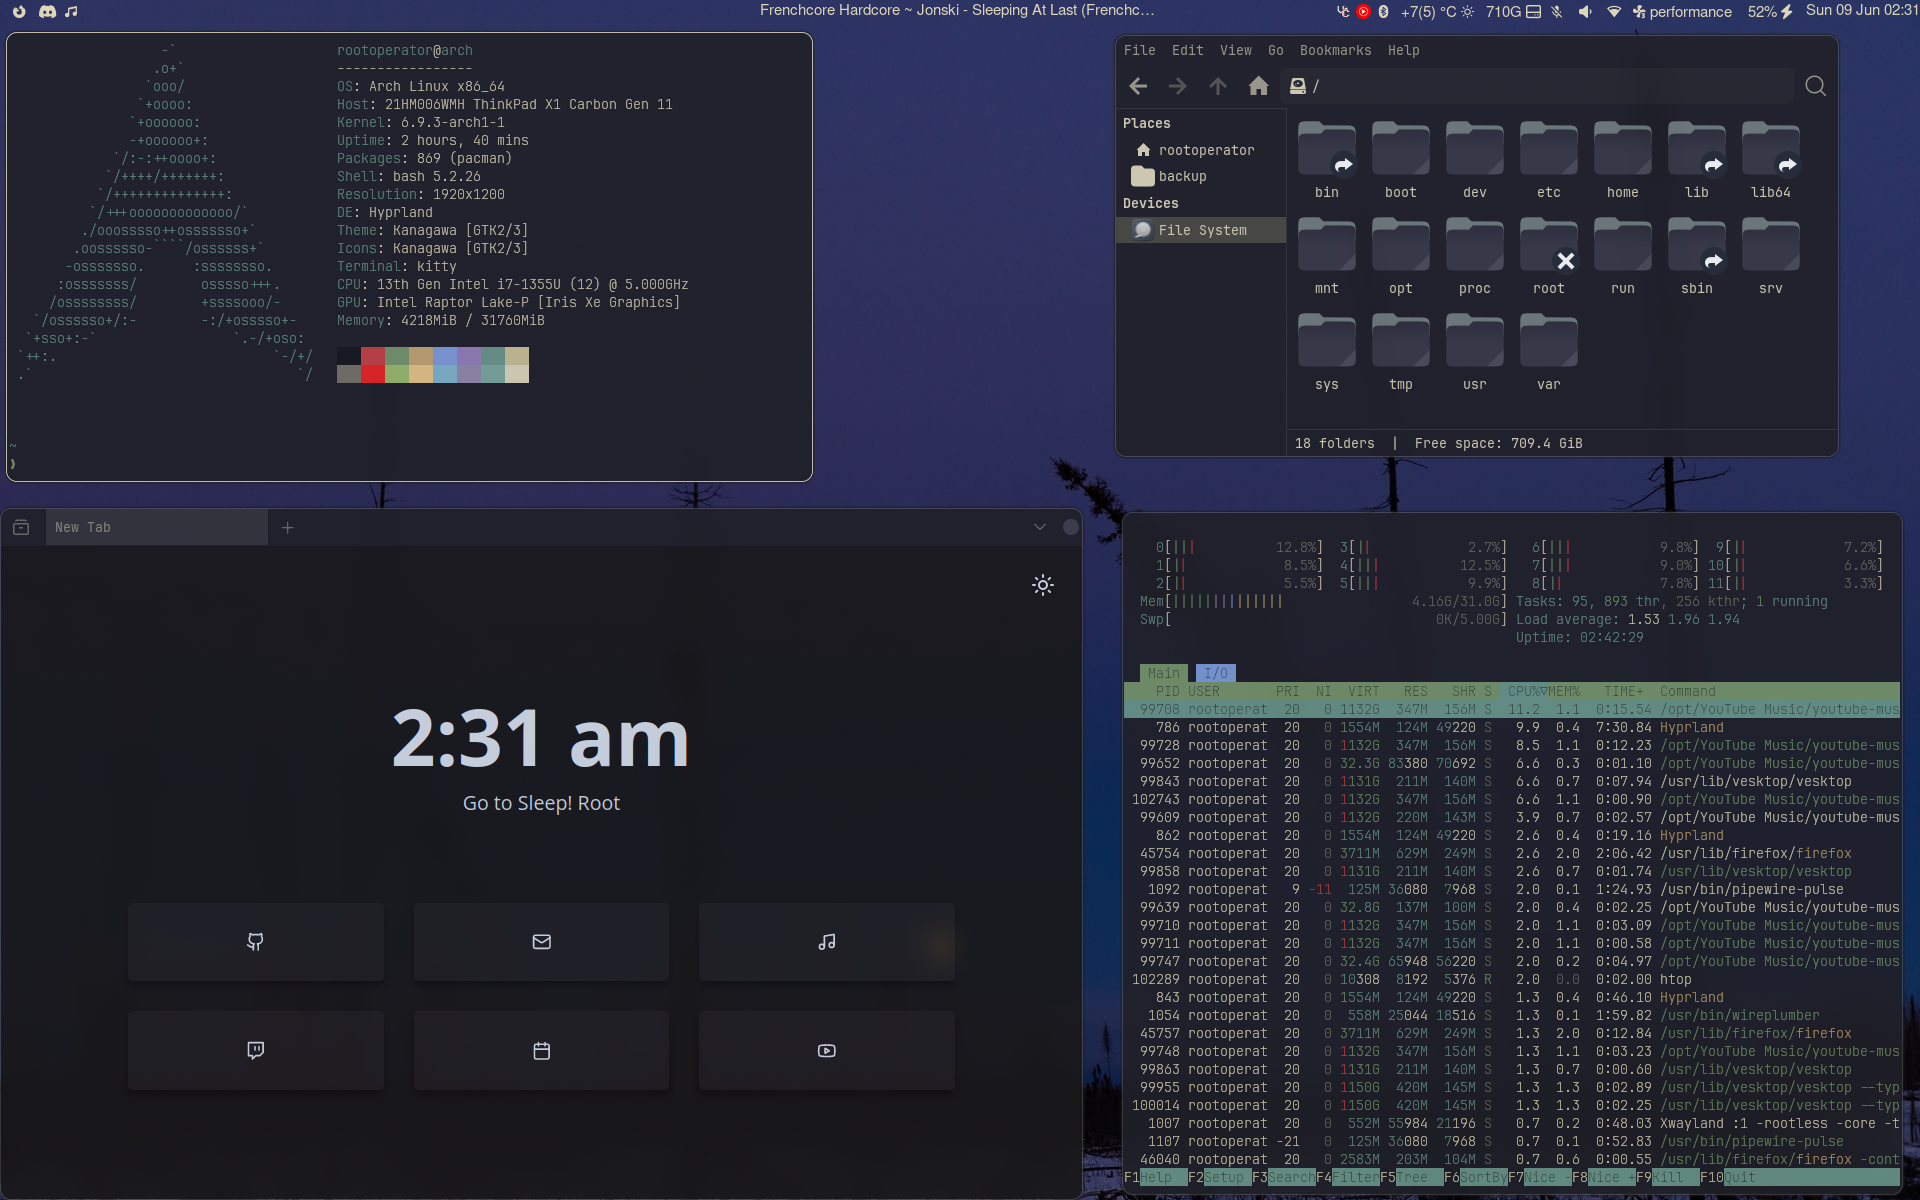 Frenchcore Hardcore ~ Jonski - Sleeping At Last (Frenchc...
+7(5) °C
710G
performance
52%
Sun 09 Jun 02:31
rootoperator@arch
-----------------
OS: Arch Linux x86_64
Host: 21HM006WMH ThinkPad X1 Carbon Gen 11
Kernel: 6.9.3-arch1-1
Uptime: 2 hours, 40 mins
Packages: 869 (pacman)
Shell: bash 5.2.26
Resolution: 1920x1200
DE: Hyprland
Theme: Kanagawa [GTK2/3]
Icons: Kanagawa [GTK2/3]
Terminal: kitty
CPU: 13th Gen Intel i7-1355U (12) @ 5.000GHz
GPU: Intel Raptor Lake-P [Iris Xe Graphics]
Memory: 4218MiB / 31760MiB
~
File Edit View Go Bookmarks Help
/
Places
rootoperator
backup
Devices
File System
bin boot dev etc home lib lib64
mnt opt proc root run sbin srv
sys tmp usr var
18 folders | Free space: 709.4 GiB
New Tab
2:31 am
Go to Sleep! Root
0[||| 12.8%] 3[|| 2.7%] 6[||| 9.8%] 9[|| 7.2%]
1[|| 8.5%] 4[||| 12.5%] 7[||| 9.0%] 10[|| 6.6%]
2[|| 5.5%] 5[||| 9.9%] 8[|| 7.8%] 11[|| 3.3%]
Mem[|||||||||||||| 4.16G/31.0G] Tasks: 95, 893 thr, 256 kthr; 1 running
Swp[ 0K/5.00G] Load average: 1.53 1.96 1.94
Uptime: 02:42:29
Main I/O
PID USER PRI NI VIRT RES SHR S CPU%▽MEM% TIME+ Command
99708 rootoperat 20 0 1132G 347M 156M S 11.2 1.1 0:15.54 /opt/YouTube Music/youtube-mus
786 rootoperat 20 0 1554M 124M 49220 S 9.9 0.4 7:30.84 Hyprland
99728 rootoperat 20 0 1132G 347M 156M S 8.5 1.1 0:12.23 /opt/YouTube Music/youtube-mus
99652 rootoperat 20 0 32.3G 83380 70692 S 6.6 0.3 0:01.10 /opt/YouTube Music/youtube-mus
99843 rootoperat 20 0 1131G 211M 140M S 6.6 0.7 0:07.94 /usr/lib/vesktop/vesktop
102743 rootoperat 20 0 1132G 347M 156M S 6.6 1.1 0:00.90 /opt/YouTube Music/youtube-mus
99609 rootoperat 20 0 1132G 220M 143M S 3.9 0.7 0:02.57 /opt/YouTube Music/youtube-mus
862 rootoperat 20 0 1554M 124M 49220 S 2.6 0.4 0:19.16 Hyprland
45754 rootoperat 20 0 3711M 629M 249M S 2.6 2.0 2:06.42 /usr/lib/firefox/firefox
99858 rootoperat 20 0 1131G 211M 140M S 2.6 0.7 0:01.74 /usr/lib/vesktop/vesktop
1092 rootoperat 9 -11 125M 36080 7968 S 2.0 0.1 1:24.93 /usr/bin/pipewire-pulse
99639 rootoperat 20 0 32.8G 137M 100M S 2.0 0.4 0:02.25 /opt/YouTube Music/youtube-mus
99710 rootoperat 20 0 1132G 347M 156M S 2.0 1.1 0:03.09 /opt/YouTube Music/youtube-mus
99711 rootoperat 20 0 1132G 347M 156M S 2.0 1.1 0:00.58 /opt/YouTube Music/youtube-mus
99747 rootoperat 20 0 32.4G 65948 56220 S 2.0 0.2 0:04.97 /opt/YouTube Music/youtube-mus
102289 rootoperat 20 0 10308 8192 5376 R 2.0 0.0 0:02.00 htop
843 rootoperat 20 0 1554M 124M 49220 S 1.3 0.4 0:46.10 Hyprland
1054 rootoperat 20 0 558M 25044 18516 S 1.3 0.1 1:59.82 /usr/bin/wireplumber
45757 rootoperat 20 0 3711M 629M 249M S 1.3 2.0 0:12.84 /usr/lib/firefox/firefox
99748 rootoperat 20 0 1132G 347M 156M S 1.3 1.1 0:03.23 /opt/YouTube Music/youtube-mus
99863 rootoperat 20 0 1131G 211M 140M S 1.3 0.7 0:00.60 /usr/lib/vesktop/vesktop
99955 rootoperat 20 0 1150G 420M 145M S 1.3 1.3 0:02.89 /usr/lib/vesktop/vesktop --typ
100014 rootoperat 20 0 1150G 420M 145M S 1.3 1.3 0:02.25 /usr/lib/vesktop/vesktop --typ
1007 rootoperat 20 0 552M 55984 21196 S 0.7 0.2 0:48.03 Xwayland :1 -rootless -core -t
1107 rootoperat -21 0 125M 36080 7968 S 0.7 0.1 0:52.83 /usr/bin/pipewire-pulse
46040 rootoperat 20 0 2583M 203M 104M S 0.7 0.6 0:00.55 /usr/lib/firefox/firefox -cont
F1Help F2Setup F3SearchF4FilterF5Tree F6SortByF7Nice -F8Nice +F9Kill F10Quit